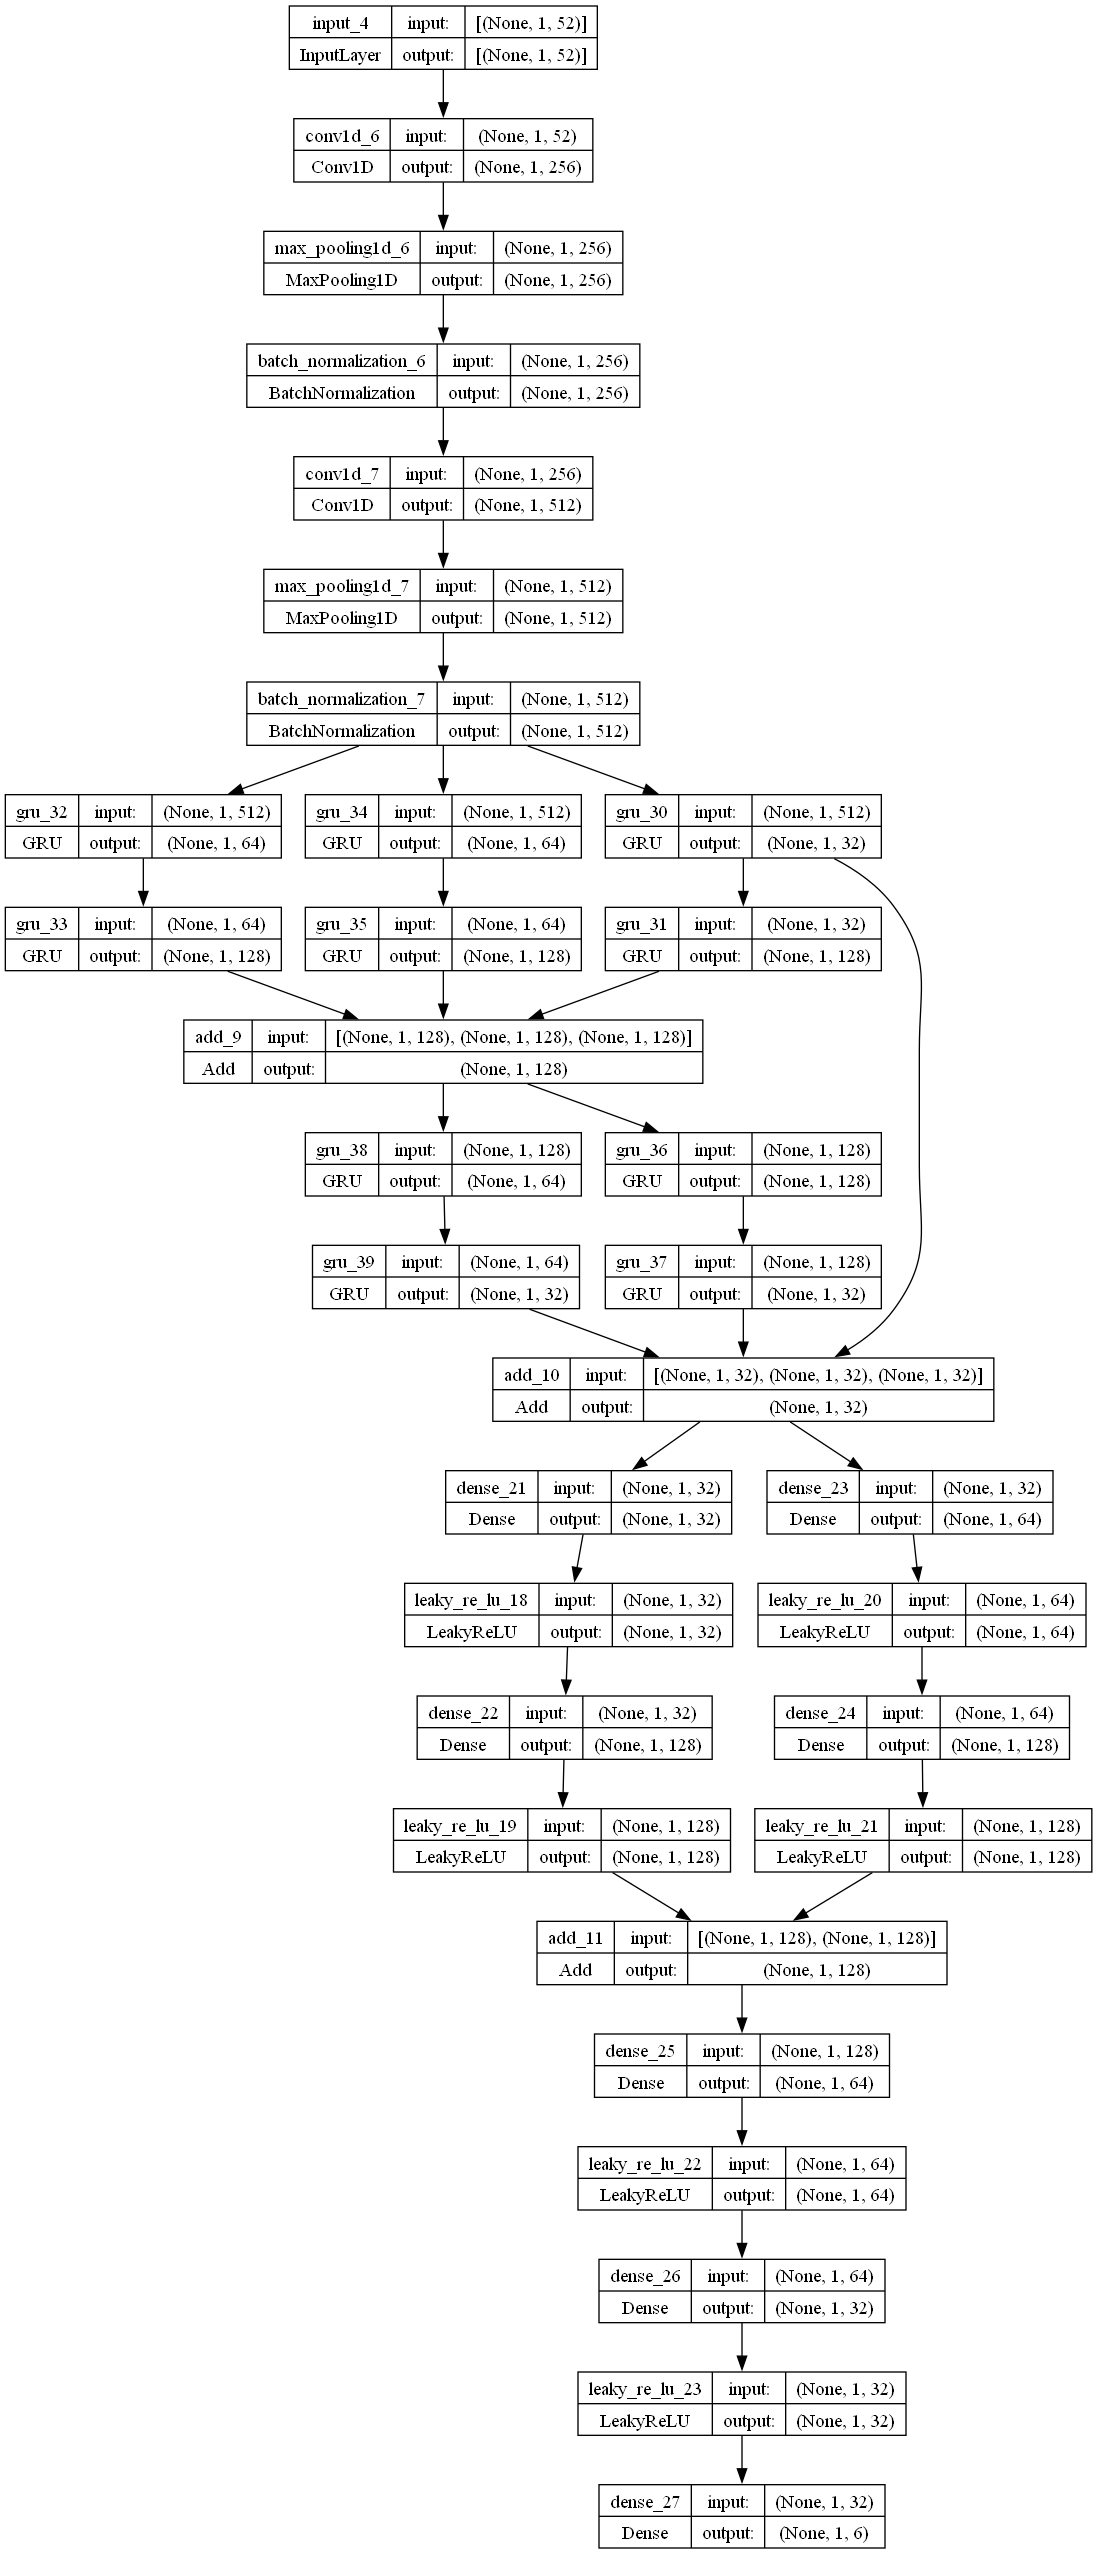 input_4 input: [(None, 1, 52)]
InputLayer output: [(None, 1, 52)]
conv1d_6 input: (None, 1, 52)
Conv1D output: (None, 1, 256)
max_pooling1d_6 input: (None, 1, 256)
MaxPooling1D output: (None, 1, 256)
batch_normalization_6 input: (None, 1, 256)
BatchNormalization output: (None, 1, 256)
conv1d_7 input: (None, 1, 256)
Conv1D output: (None, 1, 512)
max_pooling1d_7 input: (None, 1, 512)
MaxPooling1D output: (None, 1, 512)
batch_normalization_7 input: (None, 1, 512)
BatchNormalization output: (None, 1, 512)
gru_32 input: (None, 1, 512)
GRU output: (None, 1, 64)
gru_34 input: (None, 1, 512)
GRU output: (None, 1, 64)
gru_30 input: (None, 1, 512)
GRU output: (None, 1, 32)
gru_33 input: (None, 1, 64)
GRU output: (None, 1, 128)
gru_35 input: (None, 1, 64)
GRU output: (None, 1, 128)
gru_31 input: (None, 1, 32)
GRU output: (None, 1, 128)
add_9 input: [(None, 1, 128), (None, 1, 128), (None, 1, 128)]
Add output: (None, 1, 128)
gru_38 input: (None, 1, 128)
GRU output: (None, 1, 64)
gru_36 input: (None, 1, 128)
GRU output: (None, 1, 128)
gru_39 input: (None, 1, 64)
GRU output: (None, 1, 32)
gru_37 input: (None, 1, 128)
GRU output: (None, 1, 32)
add_10 input: [(None, 1, 32), (None, 1, 32), (None, 1, 32)]
Add output: (None, 1, 32)
dense_21 input: (None, 1, 32)
Dense output: (None, 1, 32)
dense_23 input: (None, 1, 32)
Dense output: (None, 1, 64)
leaky_re_lu_18 input: (None, 1, 32)
LeakyReLU output: (None, 1, 32)
leaky_re_lu_20 input: (None, 1, 64)
LeakyReLU output: (None, 1, 64)
dense_22 input: (None, 1, 32)
Dense output: (None, 1, 128)
dense_24 input: (None, 1, 64)
Dense output: (None, 1, 128)
leaky_re_lu_19 input: (None, 1, 128)
LeakyReLU output: (None, 1, 128)
leaky_re_lu_21 input: (None, 1, 128)
LeakyReLU output: (None, 1, 128)
add_11 input: [(None, 1, 128), (None, 1, 128)]
Add output: (None, 1, 128)
dense_25 input: (None, 1, 128)
Dense output: (None, 1, 64)
leaky_re_lu_22 input: (None, 1, 64)
LeakyReLU output: (None, 1, 64)
dense_26 input: (None, 1, 64)
Dense output: (None, 1, 32)
leaky_re_lu_23 input: (None, 1, 32)
LeakyReLU output: (None, 1, 32)
dense_27 input: (None, 1, 32)
Dense output: (None, 1, 6)